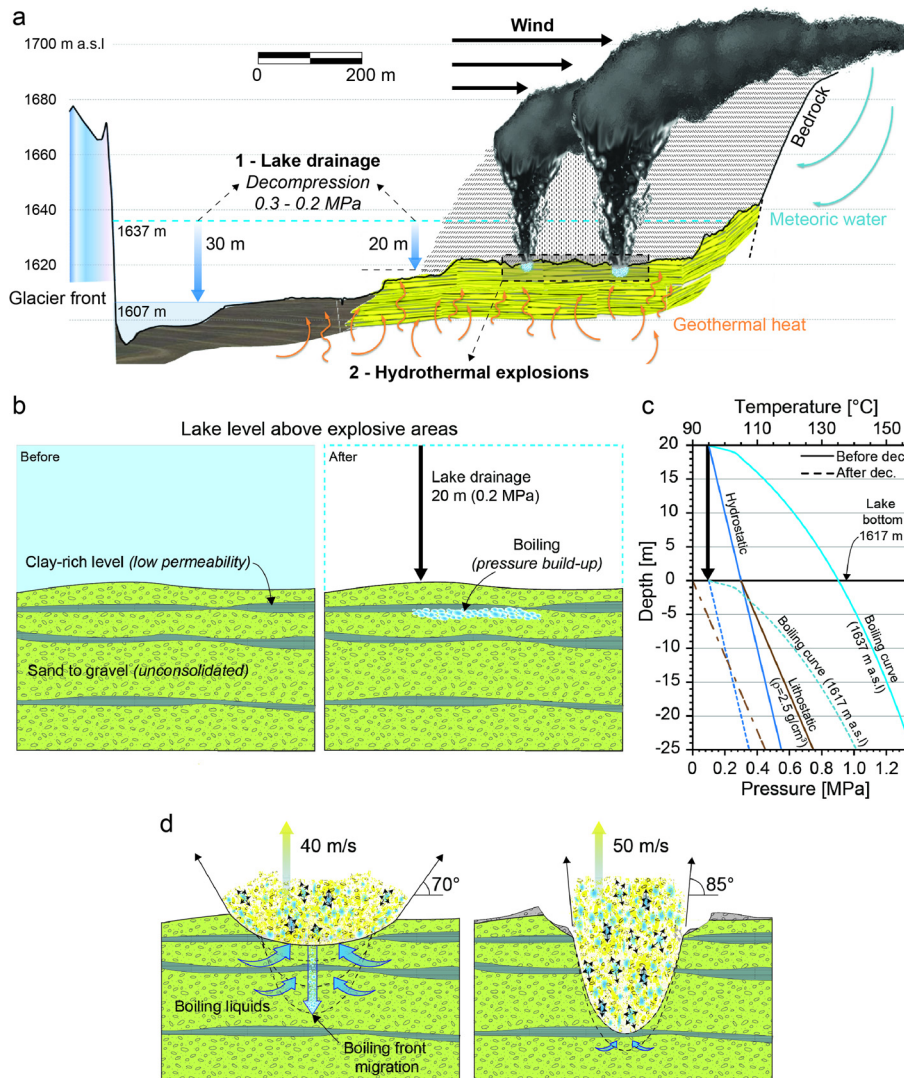 a
1700 m a.s.l
1680
1660
1640
1620
0
200 m
Wind
1 - Lake drainage
Decompression
0.3 - 0.2 MPa
1637 m
30 m
20 m
1607 m
Glacier front
Bedrock
Meteoric water
Geothermal heat
2 - Hydrothermal explosions
b
Lake level above explosive areas
Before
Clay-rich level (low permeability)
Sand to gravel (unconsolidated)
After
Lake drainage
20 m (0.2 MPa)
Boiling
(pressure build-up)
c
Temperature [°C]
90 105 120 135 150
Before dec
After dec.
Lake
bottom
1617 m
Hydrostatic
Boiling curve
(1637 m a.s.l)
Boiling curve (1617 m a.s.l)
Lithostatic
(ρ=2.5 g/cm³)
Depth [m]
20
15
10
5
0
-5
-10
-15
-20
-25
0 0.4 0.8 1.0 1.2
Pressure [MPa]
d
40 m/s
70°
Boiling liquids
Boiling front
migration
50 m/s
85°